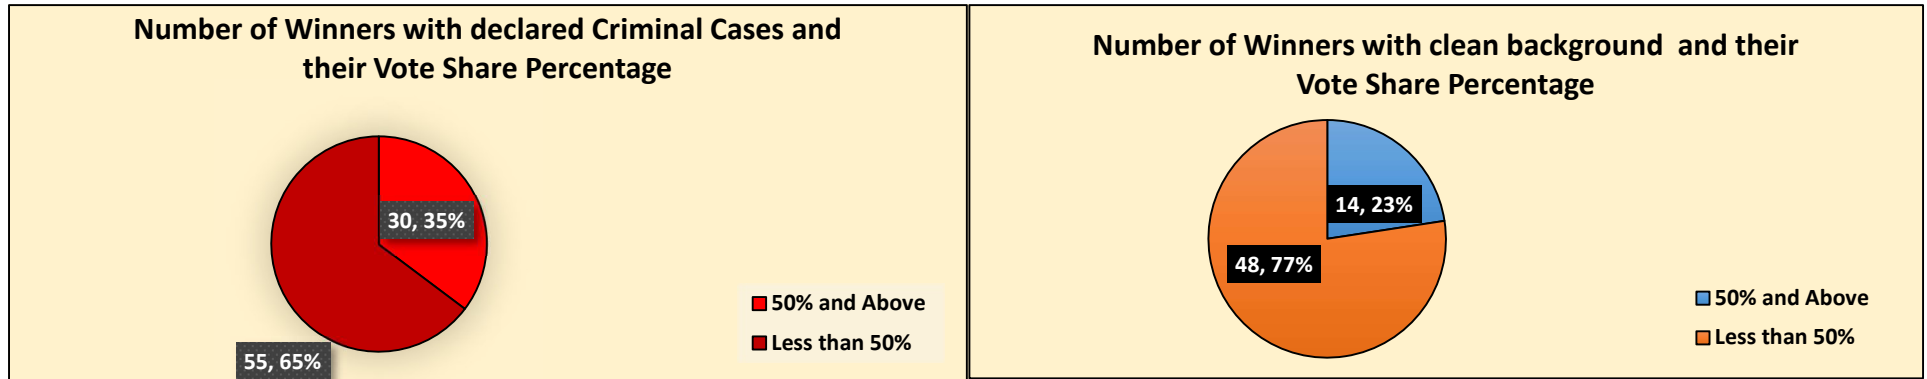 Number of Winners with declared Criminal Cases and
their Vote Share Percentage
30, 35%
55, 65%
50% and Above
Less than 50%
Number of Winners with clean background and their
Vote Share Percentage
14, 23%
48, 77%
50% and Above
Less than 50%